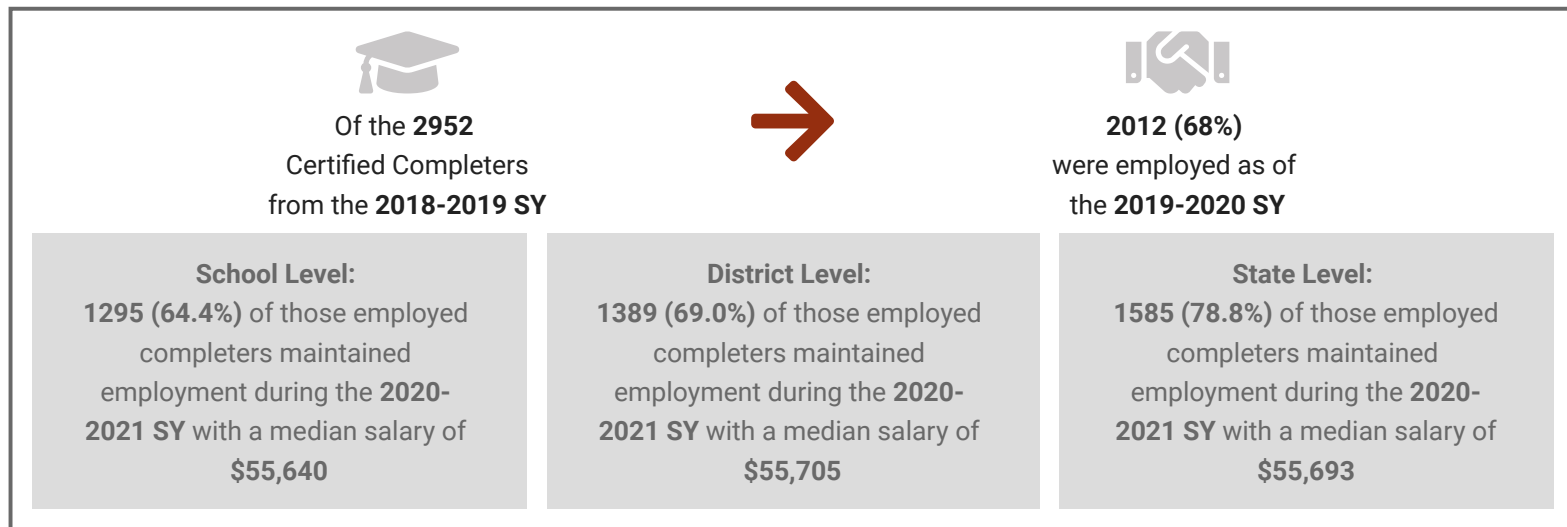 Of the 2952
Certified Completers
from the 2018-2019 SY
2012 (68%)
were employed as of
the 2019-2020 SY
School Level:
1295 (64.4%) of those employed
completers maintained
employment during the 2020-
2021 SY with a median salary of
$55,640
District Level:
1389 (69.0%) of those employed
completers maintained
employment during the 2020-
2021 SY with a median salary of
$55,705
State Level:
1585 (78.8%) of those employed
completers maintained
employment during the 2020-
2021 SY with a median salary of
$55,693